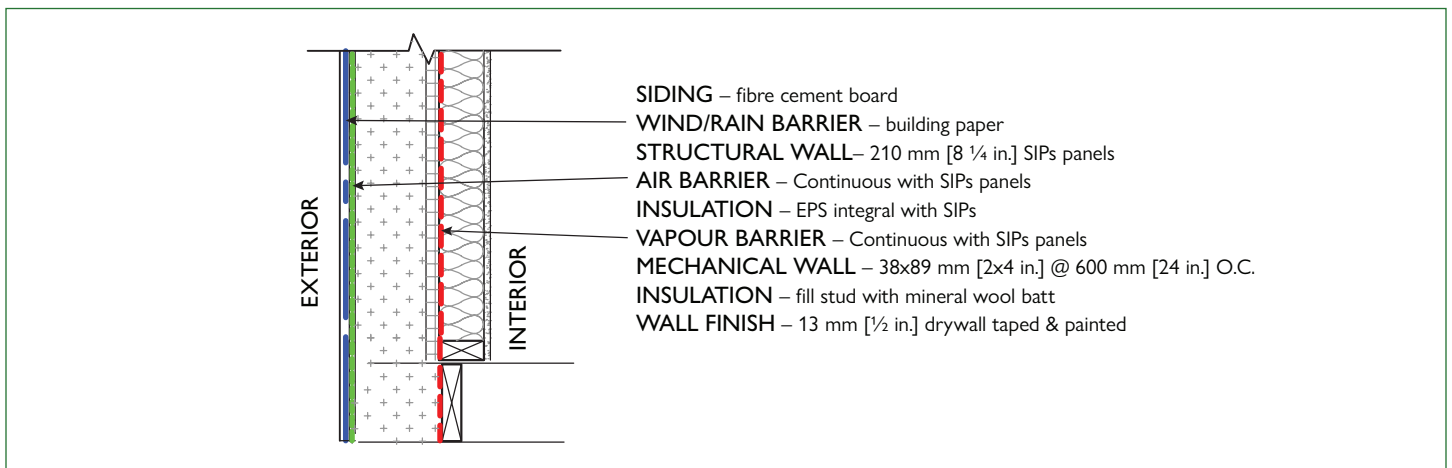 SIDING – fibre cement board
WIND/RAIN BARRIER – building paper
STRUCTURAL WALL– 210 mm [8 ¼ in.] SIPs panels
AIR BARRIER – Continuous with SIPs panels
INSULATION – EPS integral with SIPs
VAPOUR BARRIER – Continuous with SIPs panels
MECHANICAL WALL – 38x89 mm [2x4 in.] @ 600 mm [24 in.] O.C.
INSULATION – fill stud with mineral wool batt
WALL FINISH – 13 mm [½ in.] drywall taped & painted
EXTERIOR
INTERIOR